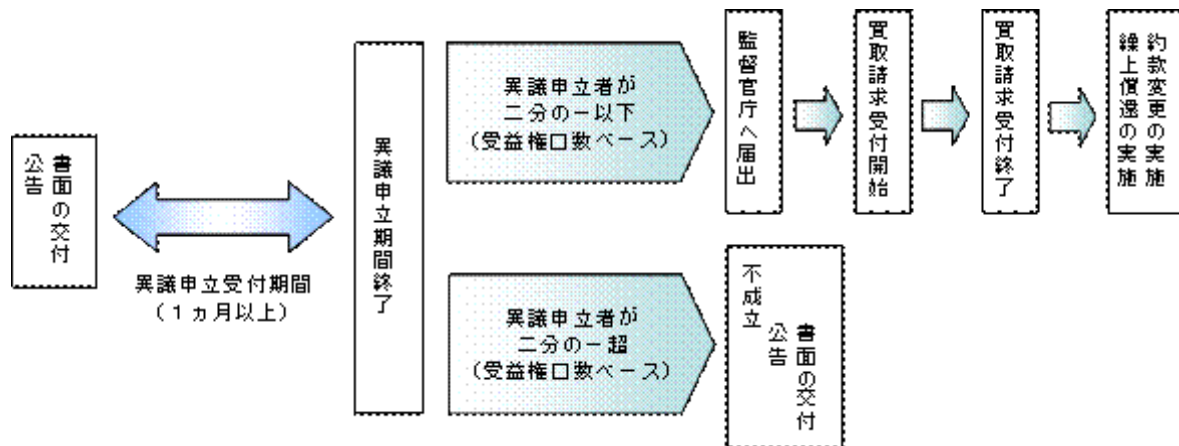 書面の交付
公告
異議申立受付期間
(1ヵ月以上)
異議申立期間終了
異議申立者が
二分の一以下
(受益権口数ベース)
監督官庁へ届出
買取請求受付開始
買取請求受付終了
約款変更の実施
繰上償還の実施
異議申立者が
二分の一超
(受益権口数ベース)
不成立
書面の交付
公告